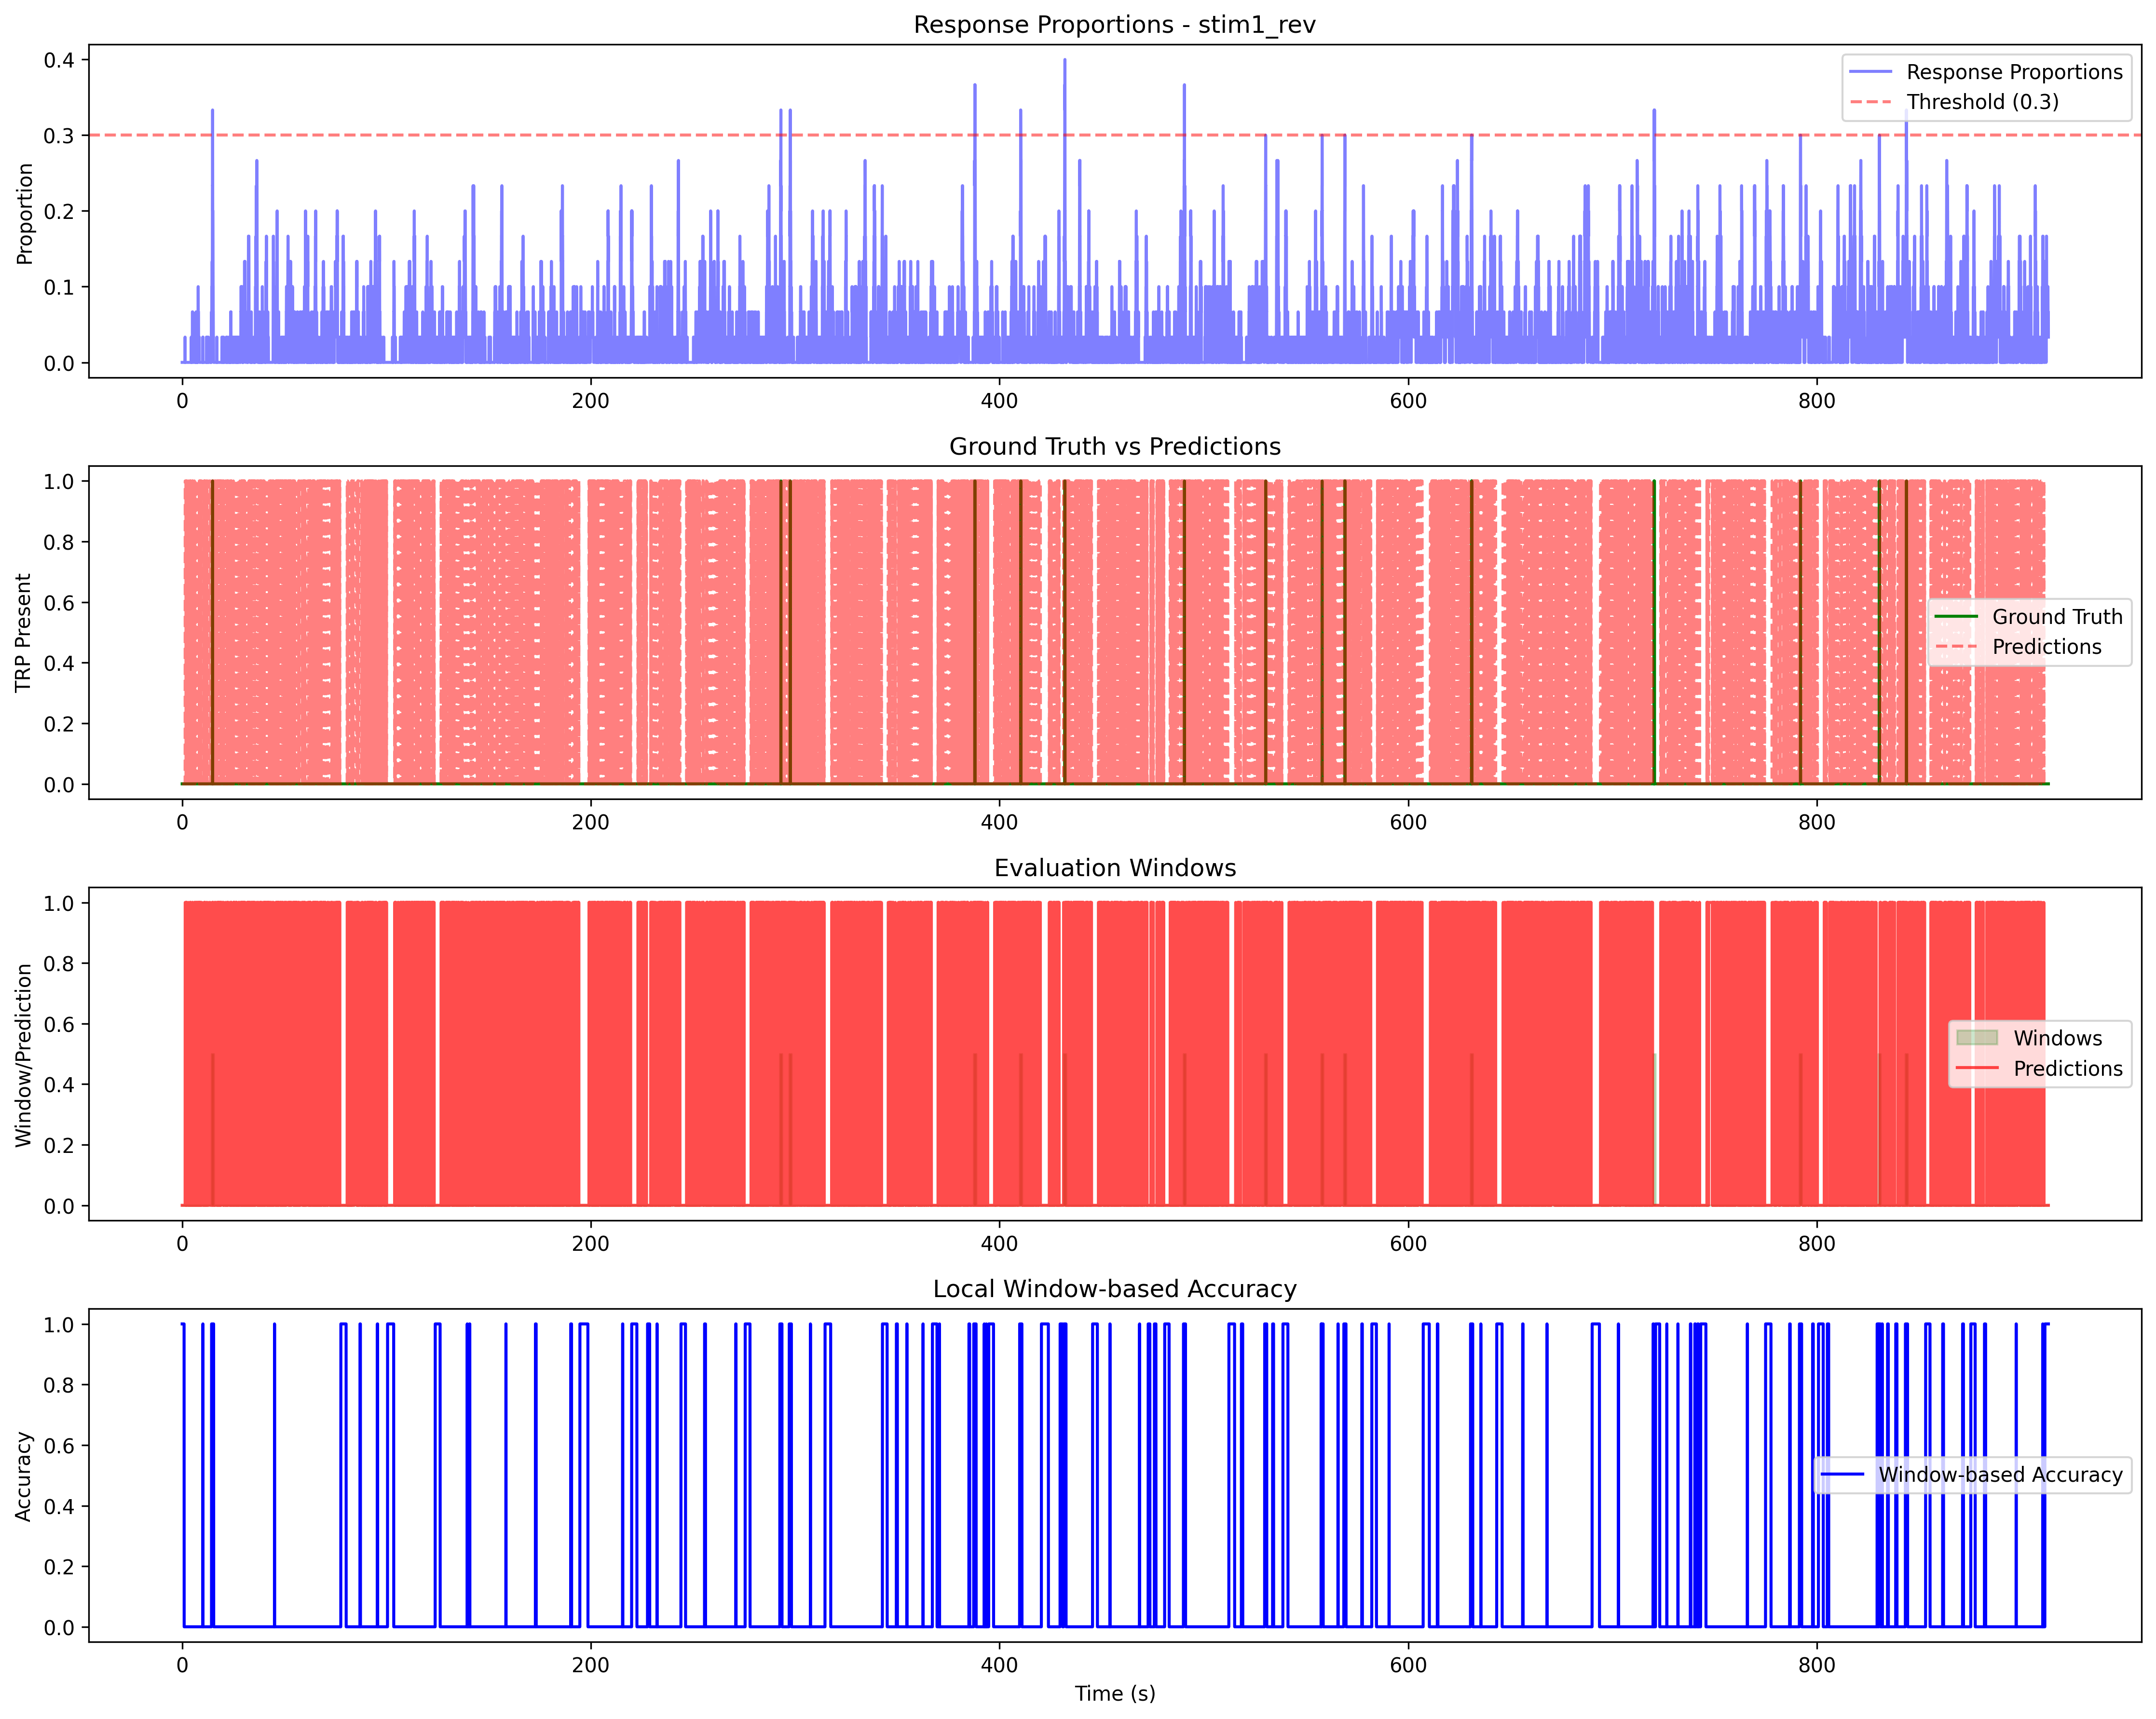 Response Proportions - stim1_rev
Proportion
0.4
0.3
0.2
0.1
0.0
Response Proportions
Threshold (0.3)
0 200 400 600 800
Ground Truth vs Predictions
TRP Present
1.0
0.8
0.6
0.4
0.2
0.0
Ground Truth
Predictions
0 200 400 600 800
Evaluation Windows
Window/Prediction
1.0
0.8
0.6
0.4
0.2
0.0
Windows
Predictions
0 200 400 600 800
Local Window-based Accuracy
Accuracy
1.0
0.8
0.6
0.4
0.2
0.0
Window-based Accuracy
0 200 400 600 800
Time (s)